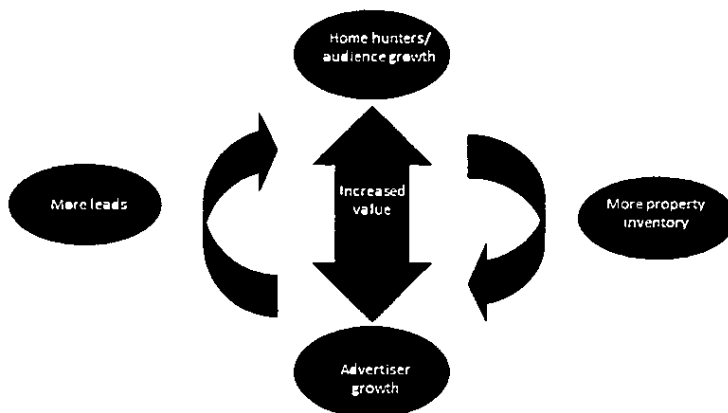 Home hunters/
audience growth
More leads
Increased
value
More property
inventory
Advertiser
growth